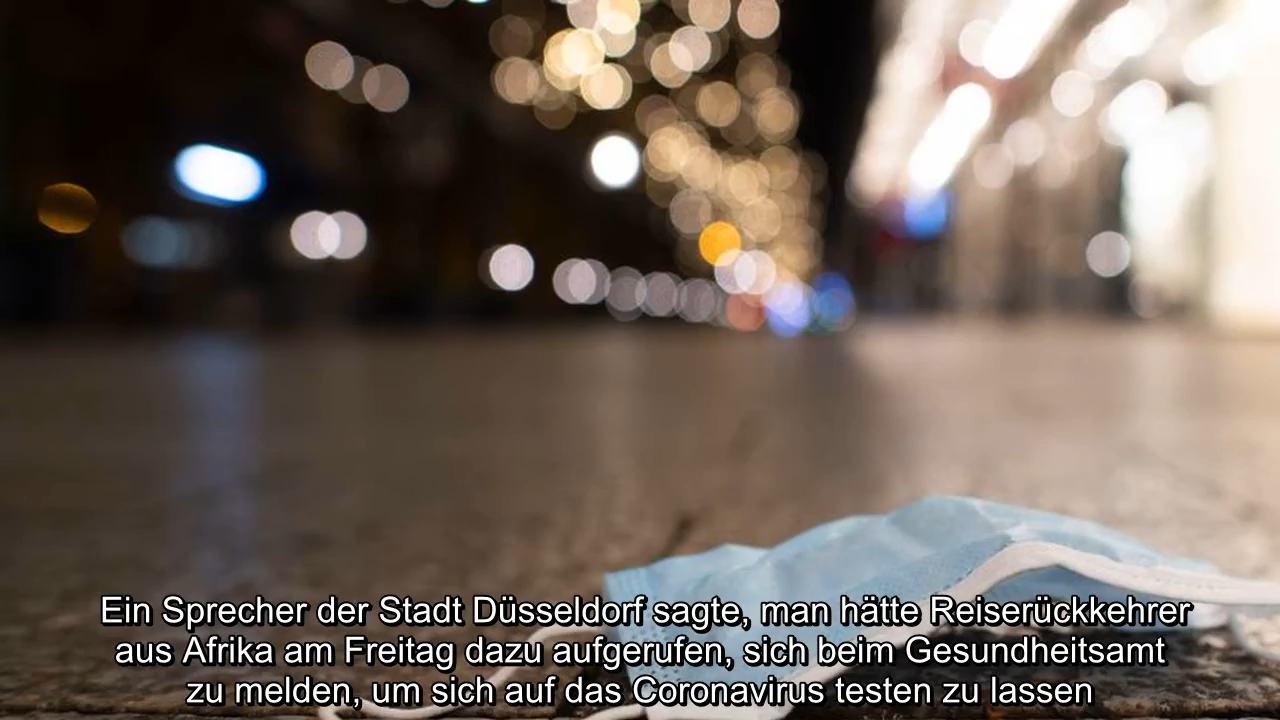 Ein Sprecher der Stadt Düsseldorf sagte, man hätte Reiserückkehrer
aus Afrika am Freitag dazu aufgerufen, sich beim Gesundheitsamt
zu melden, um sich auf das Coronavirus testen zu lassen